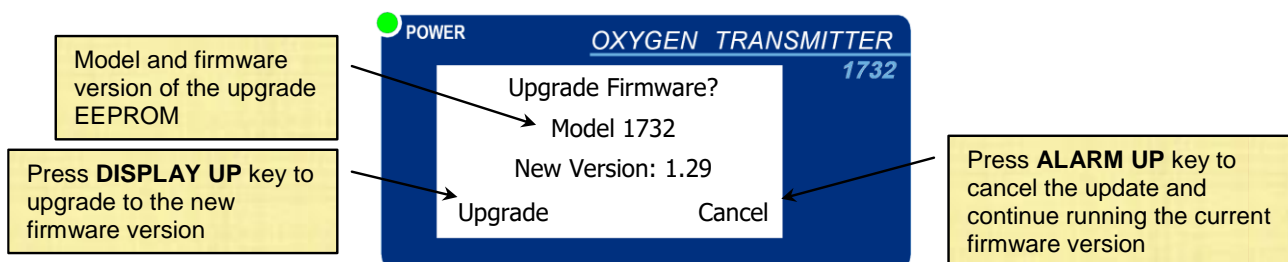 POWER
OXYGEN TRANSMITTER
1732
Model and firmware
version of the upgrade
EEPROM
Upgrade Firmware?
Model 1732
New Version: 1.29
Upgrade
Cancel
Press DISPLAY UP key to
upgrade to the new
firmware version
Press ALARM UP key to
cancel the update and
continue running the current
firmware version